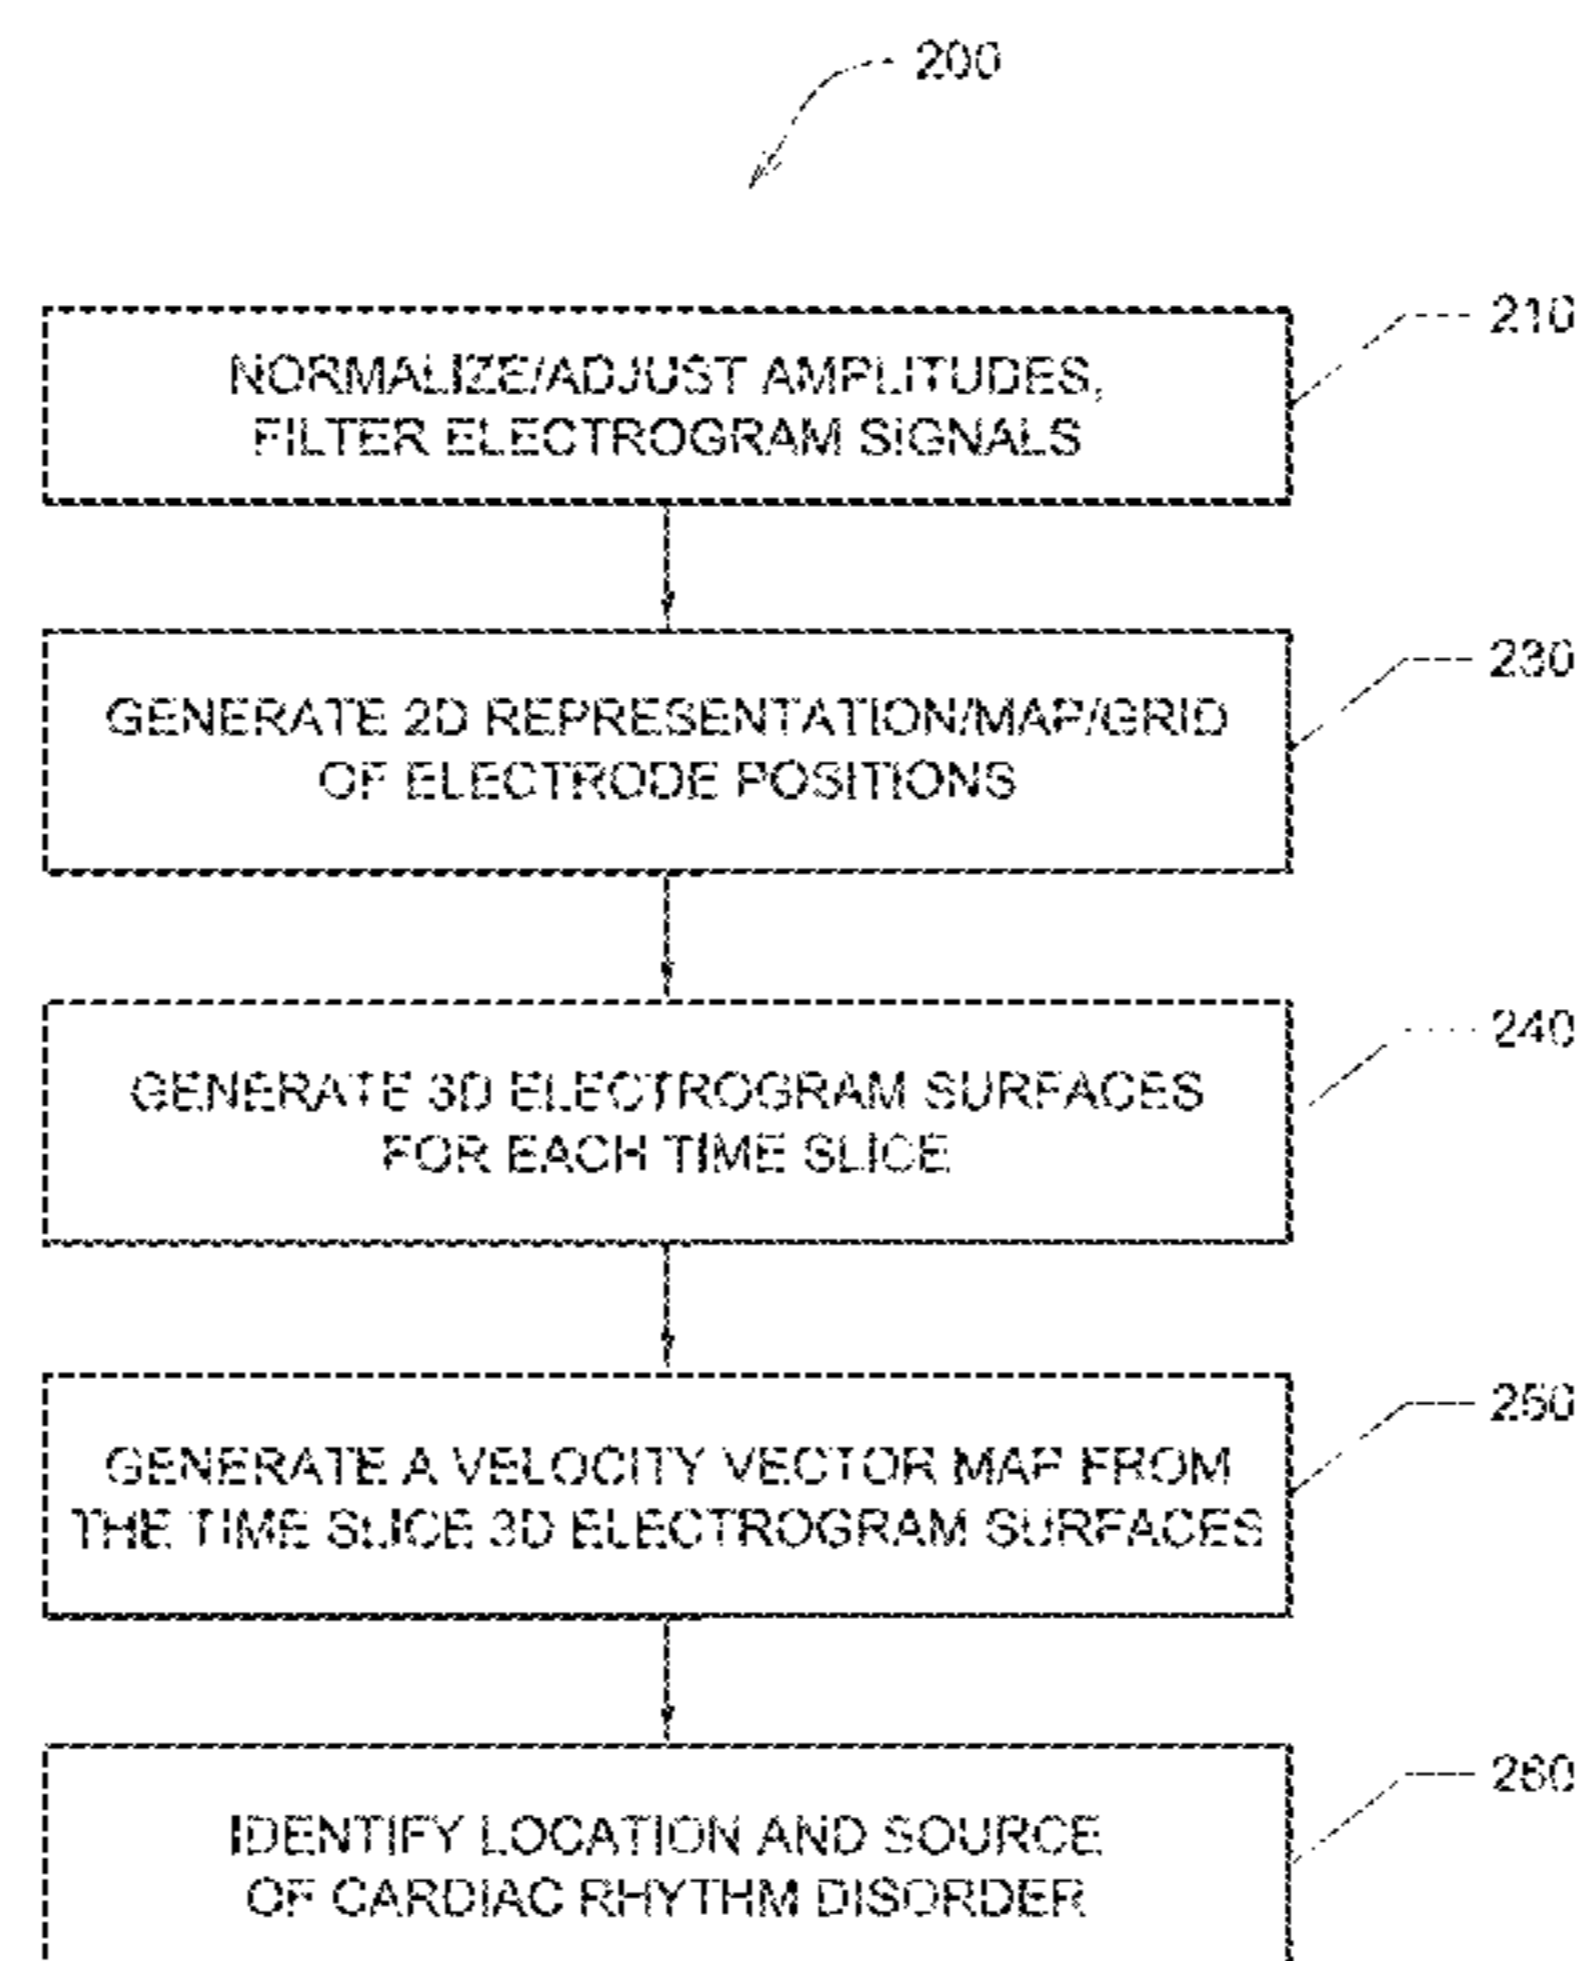 200
NORMALIZE/ADJUST AMPLITUDES,
FILTER ELECTROGRAM SIGNALS
210
GENERATE 2D REPRESENTATION/MAP/GRID
OF ELECTRODE POSITIONS
230
GENERATE 3D ELECTROGRAM SURFACES
FOR EACH TIME SLICE
240
GENERATE A VELOCITY VECTOR MAP FROM
THE TIME SLICE 3D ELECTROGRAM SURFACES
250
IDENTIFY LOCATION AND SOURCE
OF CARDIAC RHYTHM DISORDER
260